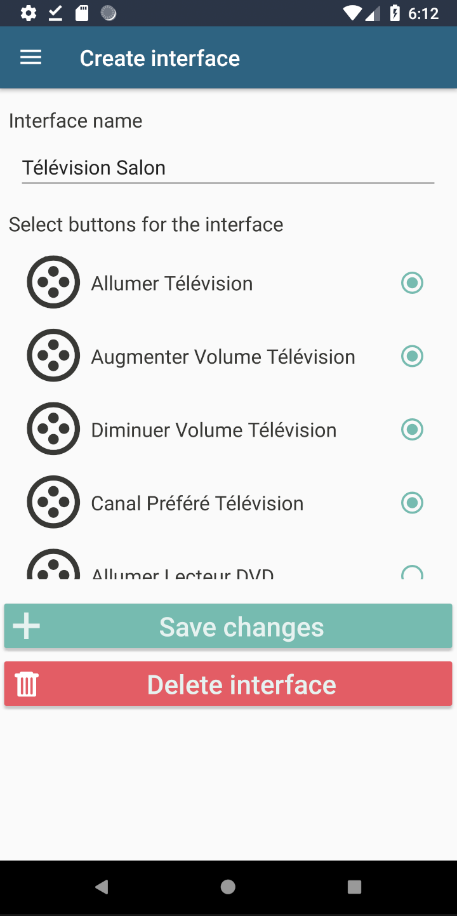 6:12
Create interface
Interface name
Télévision Salon
Select buttons for the interface
Allumer Télévision
Augmenter Volume Télévision
Diminuer Volume Télévision
Canal Préféré Télévision
Allumer Lecteur DVD
Save changes
Delete interface